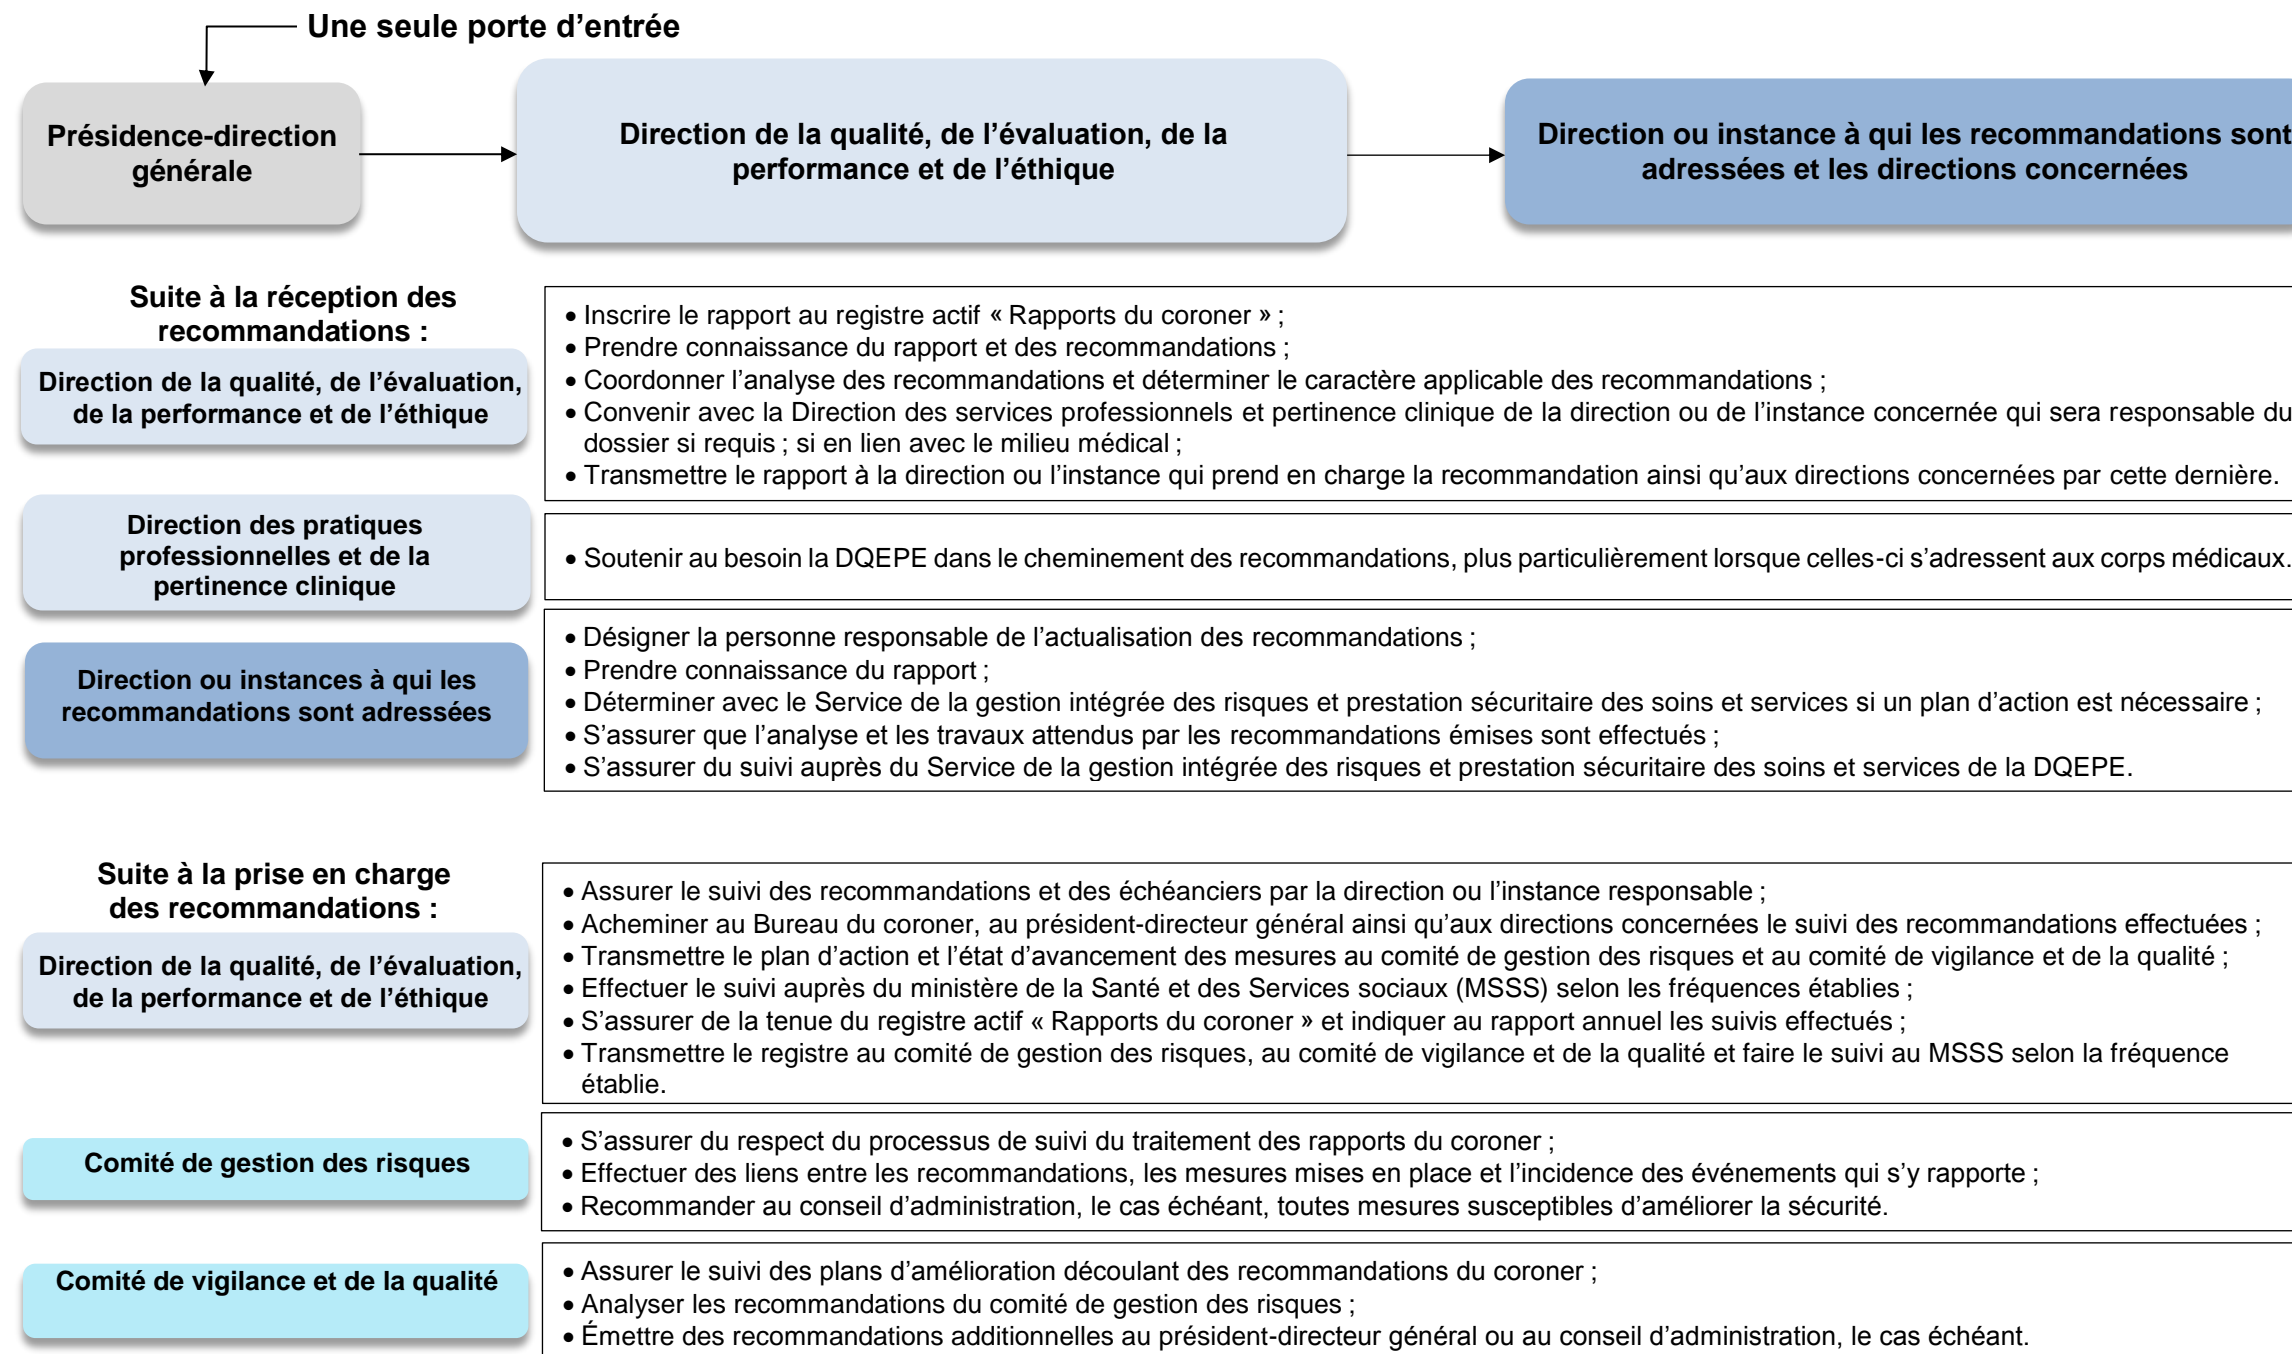 Une seule porte d’entrée
Présidence-direction
générale
Direction de la qualité, de l’évaluation, de la
performance et de l’éthique
Direction ou instance à qui les recommandations sont
adressées et les directions concernées
Suite à la réception des
recommandations :
Direction de la qualité, de l’évaluation,
de la performance et de l’éthique
• Inscrire le rapport au registre actif « Rapports du coroner » ;
• Prendre connaissance du rapport et des recommandations ;
• Coordonner l’analyse des recommandations et déterminer le caractère applicable des recommandations ;
• Convenir avec la Direction des services professionnels et pertinence clinique de la direction ou de l’instance concernée qui sera responsable du
dossier si requis ; si en lien avec le milieu médical ;
• Transmettre le rapport à la direction ou l’instance qui prend en charge la recommandation ainsi qu’aux directions concernées par cette dernière.
Direction des pratiques
professionnelles et de la
pertinence clinique
• Soutenir au besoin la DQEPE dans le cheminement des recommandations, plus particulièrement lorsque celles-ci s’adressent aux corps médicaux.
Direction ou instances à qui les
recommandations sont adressées
• Désigner la personne responsable de l’actualisation des recommandations ;
• Prendre connaissance du rapport ;
• Déterminer avec le Service de la gestion intégrée des risques et prestation sécuritaire des soins et services si un plan d’action est nécessaire ;
• S’assurer que l’analyse et les travaux attendus par les recommandations émises sont effectués ;
• S’assurer du suivi auprès du Service de la gestion intégrée des risques et prestation sécuritaire des soins et services de la DQEPE.
Suite à la prise en charge
des recommandations :
Direction de la qualité, de l’évaluation,
de la performance et de l’éthique
• Assurer le suivi des recommandations et des échéanciers par la direction ou l’instance responsable ;
• Acheminer au Bureau du coroner, au président-directeur général ainsi qu’aux directions concernées le suivi des recommandations effectuées ;
• Transmettre le plan d’action et l’état d’avancement des mesures au comité de gestion des risques et au comité de vigilance et de la qualité ;
• Effectuer le suivi auprès du ministère de la Santé et des Services sociaux (MSSS) selon les fréquences établies ;
• S’assurer de la tenue du registre actif « Rapports du coroner » et indiquer au rapport annuel les suivis effectués ;
• Transmettre le registre au comité de gestion des risques, au comité de vigilance et de la qualité et faire le suivi au MSSS selon la fréquence
établie.
Comité de gestion des risques
• S’assurer du respect du processus de suivi du traitement des rapports du coroner ;
• Effectuer des liens entre les recommandations, les mesures mises en place et l’incidence des événements qui s’y rapporte ;
• Recommander au conseil d’administration, le cas échéant, toutes mesures susceptibles d’améliorer la sécurité.
Comité de vigilance et de la qualité
• Assurer le suivi des plans d’amélioration découlant des recommandations du coroner ;
• Analyser les recommandations du comité de gestion des risques ;
• Émettre des recommandations additionnelles au président-directeur général ou au conseil d’administration, le cas échéant.